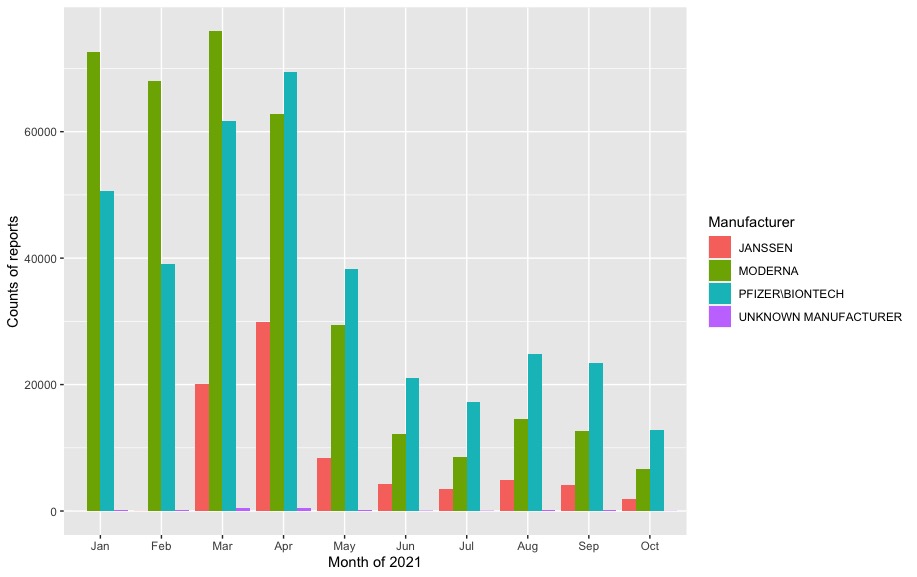 Counts of reports
60000
40000
20000
0
Jan Feb Mar Apr May Jun Jul Aug Sep Oct
Month of 2021
Manufacturer
JANSSEN
MODERNA
PFIZER\BIONTECH
UNKNOWN MANUFACTURER